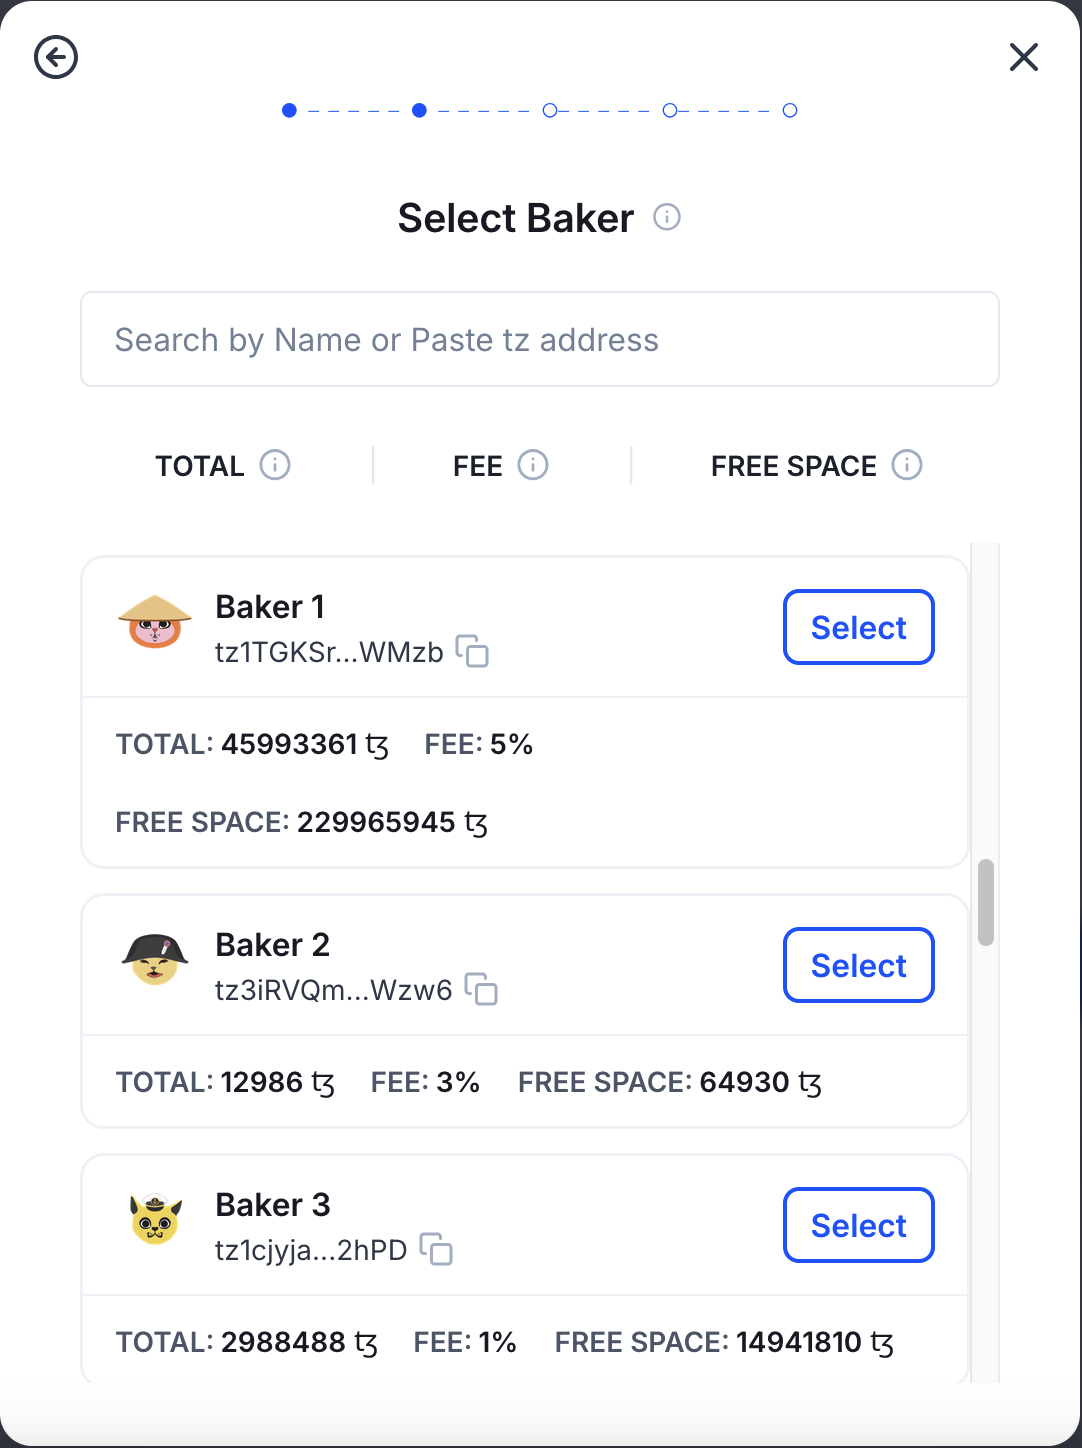 Select Baker
Search by Name or Paste tz address
TOTAL FEE FREE SPACE
Baker 1
tz1TGKSr...WMzb
Select
TOTAL: 45993361 ꜩ FEE: 5%
FREE SPACE: 229965945 ꜩ
Baker 2
tz3iRVQm...Wzw6
Select
TOTAL: 12986 ꜩ FEE: 3% FREE SPACE: 64930 ꜩ
Baker 3
tz1cjyja...2hPD
Select
TOTAL: 2988488 ꜩ FEE: 1% FREE SPACE: 14941810 ꜩ